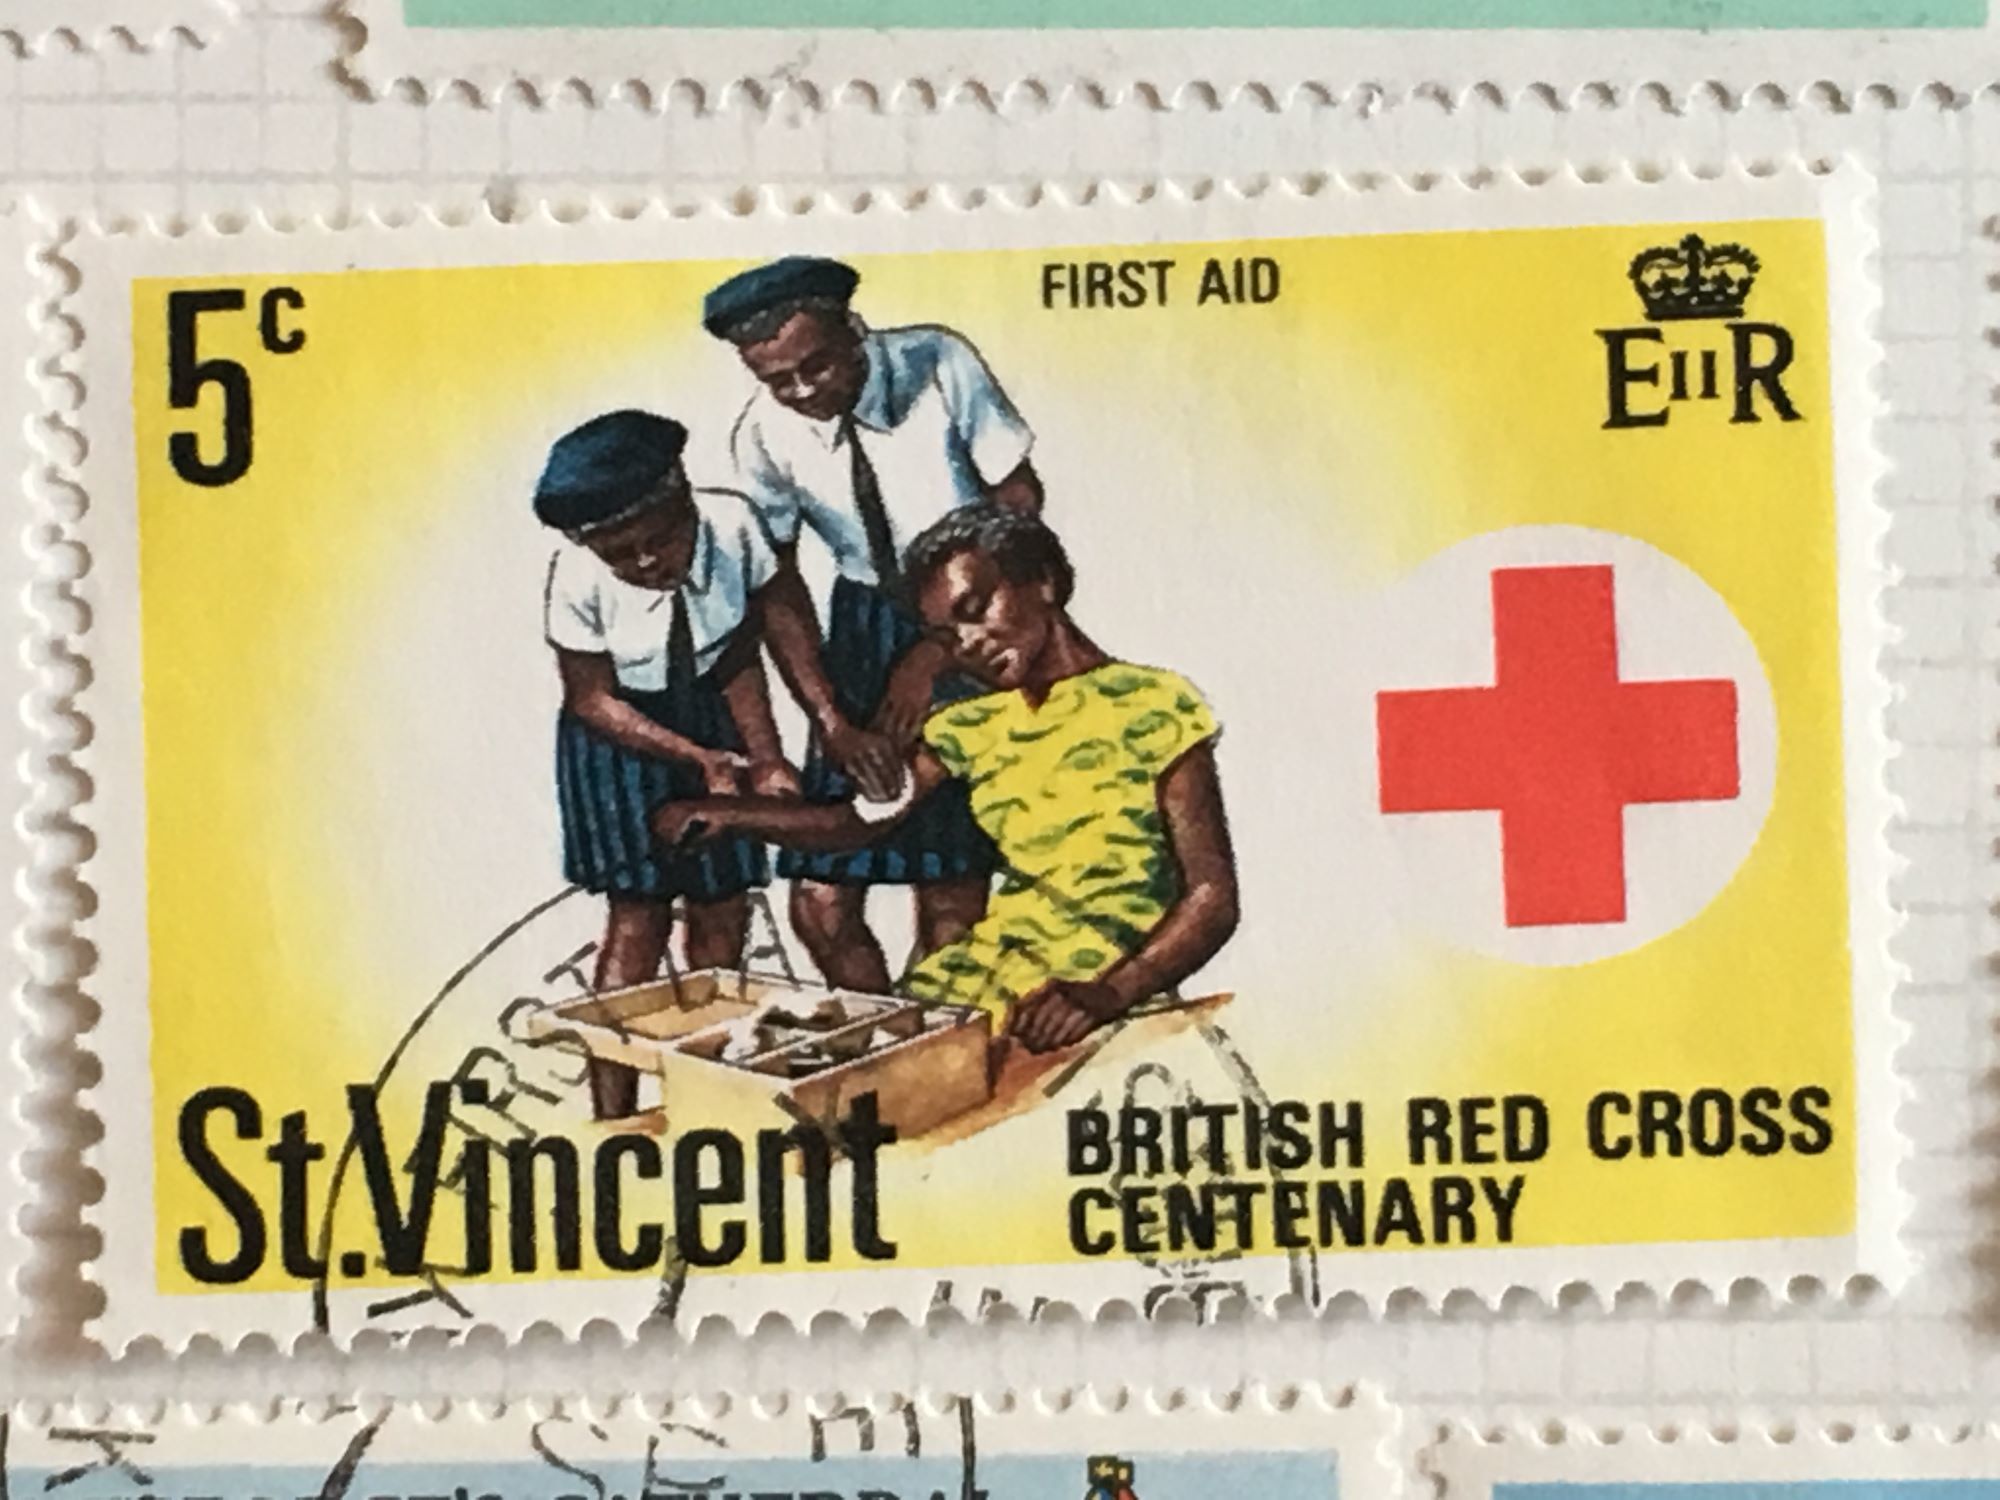 5c
FIRST AID
EIIR
St. Vincent
BRITISH RED CROSS
CENTENARY